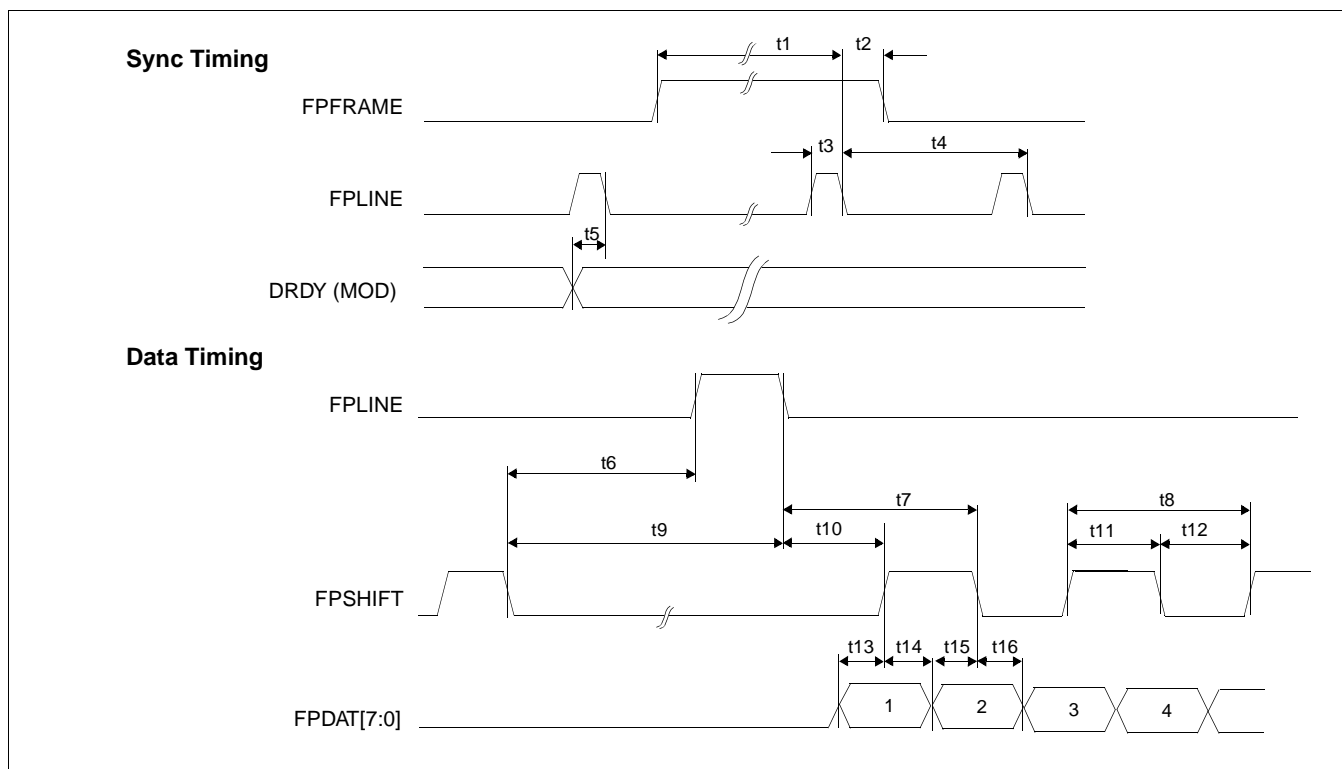 Sync Timing
t1 t2
FPFRAME
t3 t4
FPLINE
t5
DRDY (MOD)
Data Timing
FPLINE
t6
t7 t8
t9 t10 t11 t12
FPSHIFT
t13 t14 t15 t16
FPDAT[7:0] 1 2 3 4